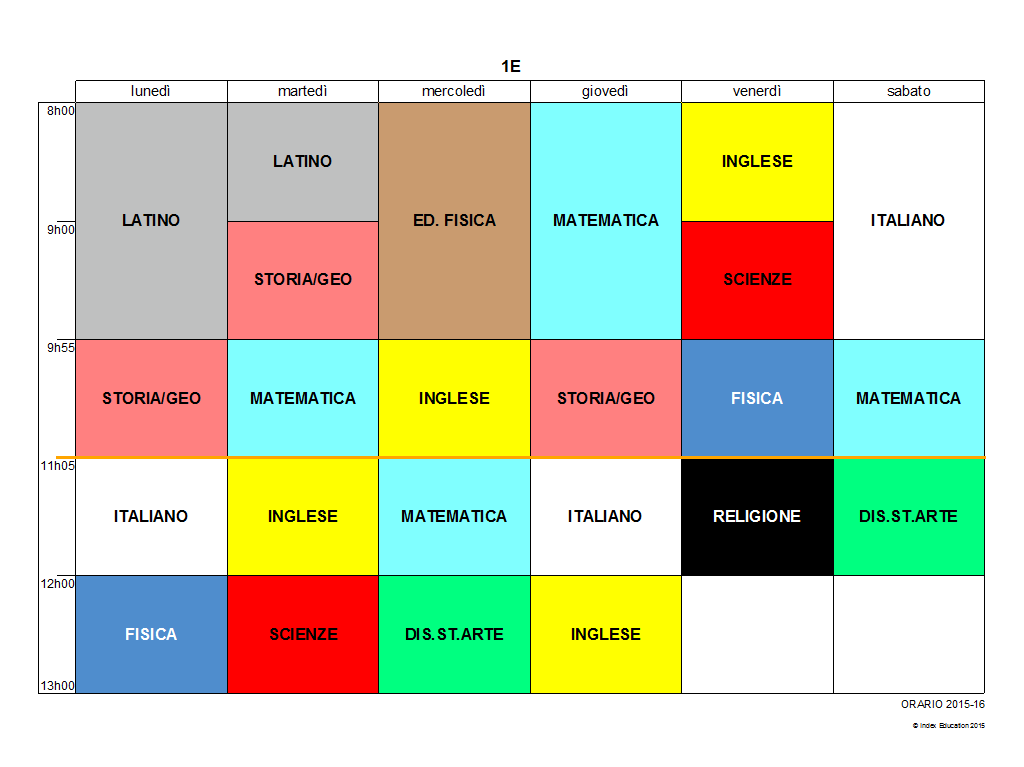 1E
lunedì martedì mercoledì giovedì venerdì sabato
8h00
LATINO INGLESE
LATINO ED. FISICA MATEMATICA ITALIANO
9h00
STORIA/GEO SCIENZE
9h55
STORIA/GEO MATEMATICA INGLESE STORIA/GEO FISICA MATEMATICA
11h05
ITALIANO INGLESE MATEMATICA ITALIANO RELIGIONE DIS.ST.ARTE
12h00
FISICA SCIENZE DIS.ST.ARTE INGLESE
13h00
ORARIO 2015-16
© Index Education 2015